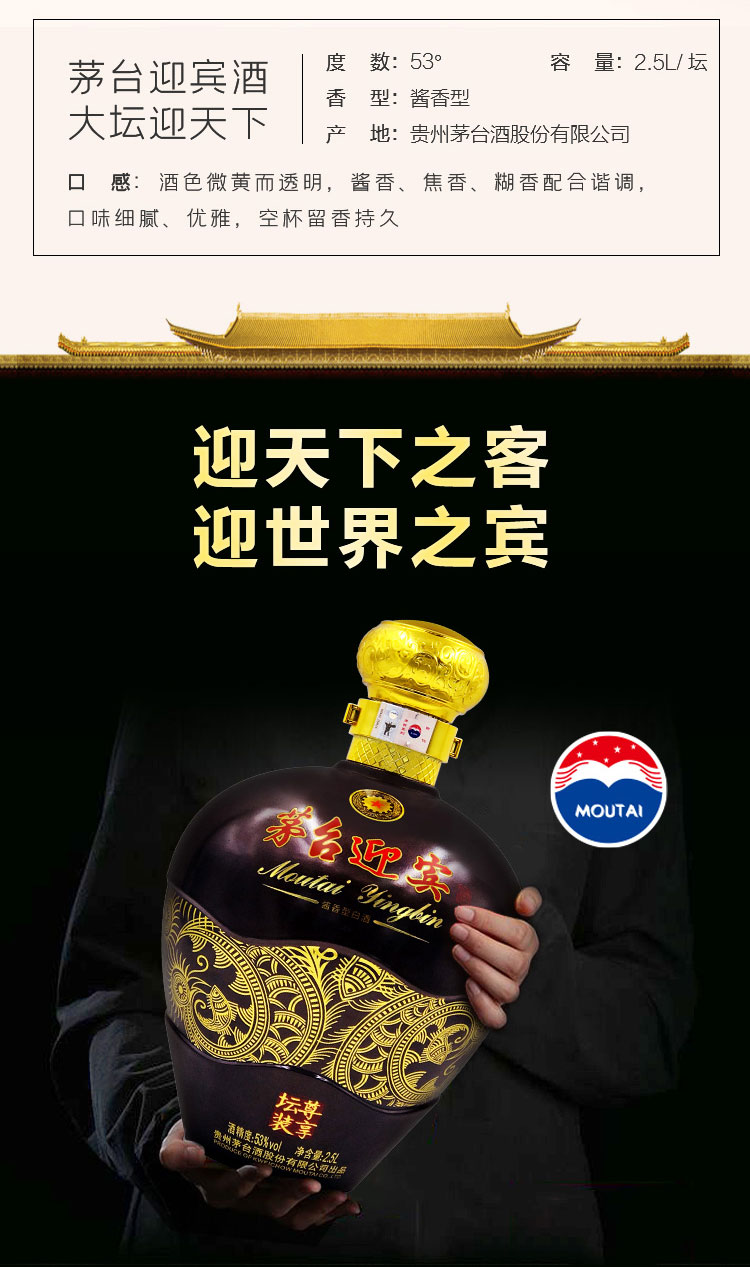 茅台迎宾酒
大坛迎天下
度 数：53° 容 量：2.5L/坛
香 型：酱香型
产 地：贵州茅台酒股份有限公司
口 感：酒色微黄而透明，酱香、焦香、糊香配合谐调，
口味细腻、优雅，空杯留香持久
迎天下之客
迎世界之宾
MOUTAI
茅台迎宾
Moutai Yingbin
酱香型白酒
尊享
坛装
酒精度:53%vol 净含量:2.5L
贵州茅台酒股份有限公司出品
PRODUCE OF KWEICHOW MOUTAI CO.,LTD.